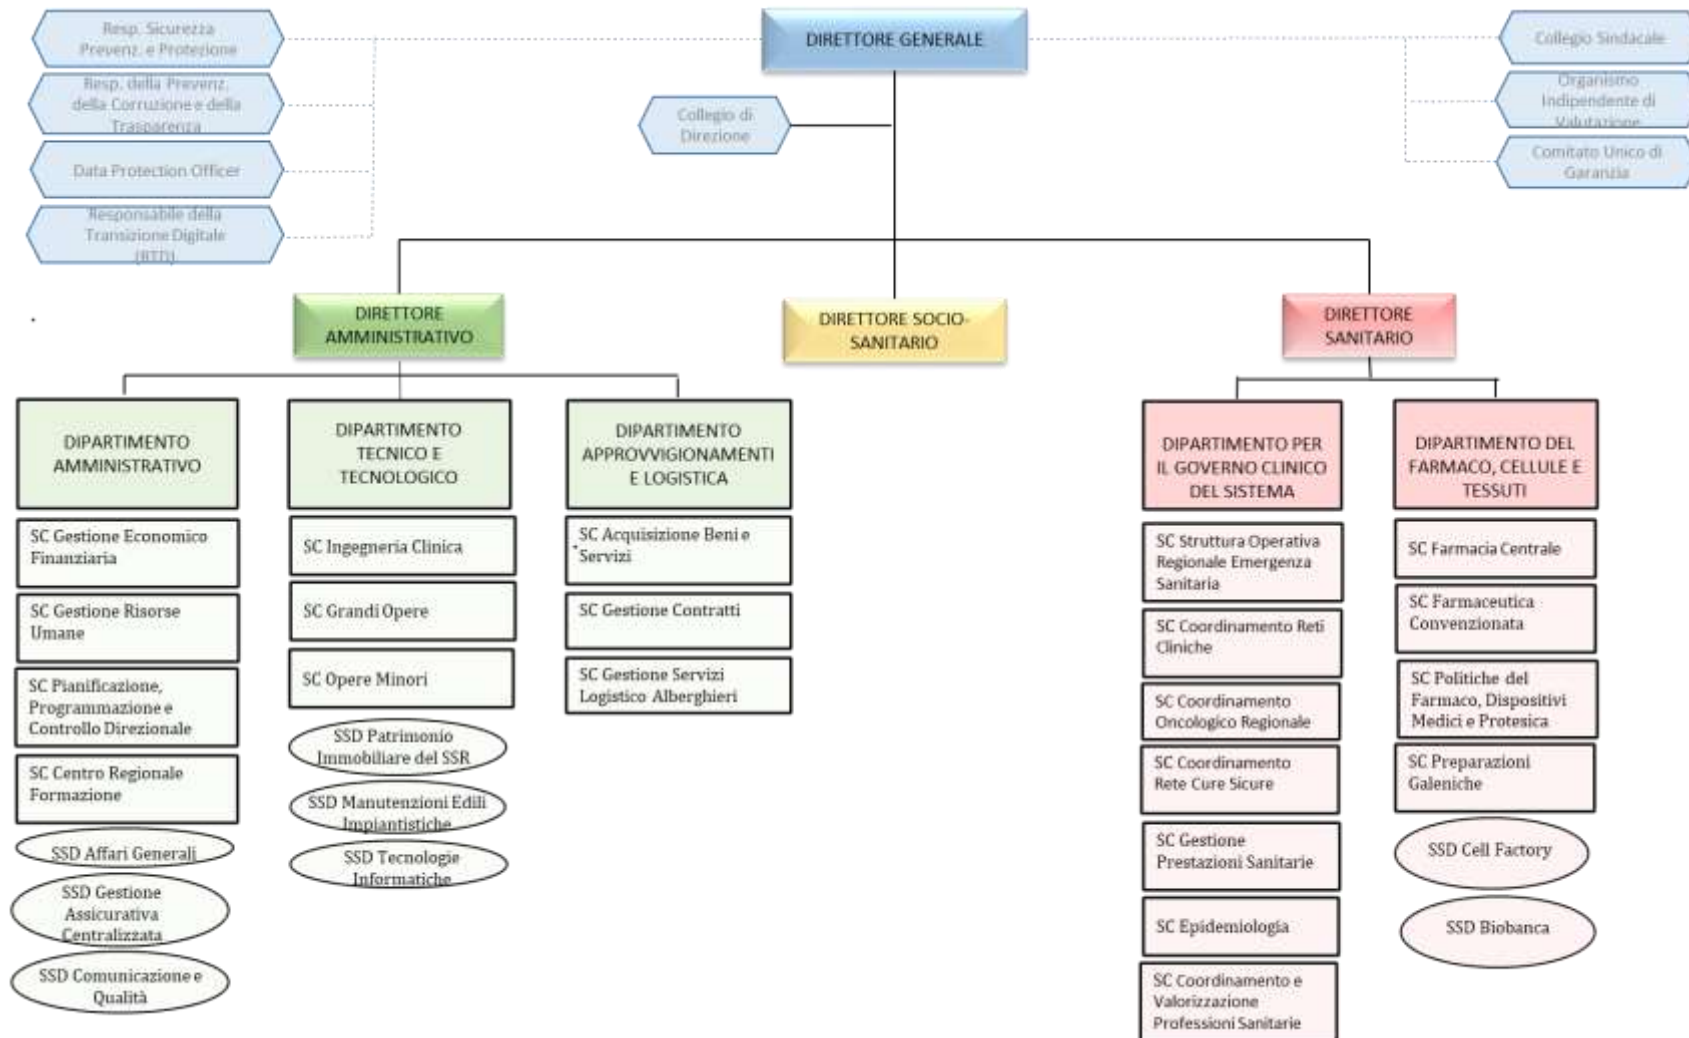 Resp. Sicurezza
Prevenz. e Protezione
Resp. della Prevenz.
della Corruzione e della
Trasparenza
Data Protection Officer
Responsabile della
Transizione Digitale
(RTD)
DIRETTORE GENERALE
Collegio di
Direzione
Collegio Sindacale
Organismo
Indipendente di
Valutazione
Comitato Unico di
Garanzia
DIRETTORE
AMMINISTRATIVO
DIRETTORE SOCIO-
SANITARIO
DIRETTORE
SANITARIO
DIPARTIMENTO
AMMINISTRATIVO
SC Gestione Economico
Finanziaria
SC Gestione Risorse
Umane
SC Pianificazione,
Programmazione e
Controllo Direzionale
SC Centro Regionale
Formazione
SSD Affari Generali
SSD Gestione
Assicurativa
Centralizzata
SSD Comunicazione e
Qualità
DIPARTIMENTO
TECNICO E
TECNOLOGICO
SC Ingegneria Clinica
SC Grandi Opere
SC Opere Minori
SSD Patrimonio
Immobiliare del SSR
SSD Manutenzioni Edili
Impiantistiche
SSD Tecnologie
Informatiche
DIPARTIMENTO
APPROVVIGIONAMENTI
E LOGISTICA
SC Acquisizione Beni e
Servizi
SC Gestione Contratti
SC Gestione Servizi
Logistico Alberghieri
DIPARTIMENTO PER
IL GOVERNO CLINICO
DEL SISTEMA
SC Struttura Operativa
Regionale Emergenza
Sanitaria
SC Coordinamento Reti
Cliniche
SC Coordinamento
Oncologico Regionale
SC Coordinamento
Rete Cure Sicure
SC Gestione
Prestazioni Sanitarie
SC Epidemiologia
SC Coordinamento e
Valorizzazione
Professioni Sanitarie
DIPARTIMENTO DEL
FARMACO, CELLULE E
TESSUTI
SC Farmacia Centrale
SC Farmaceutica
Convenzionata
SC Politiche del
Farmaco, Dispositivi
Medici e Protesica
SC Preparazioni
Galeniche
SSD Cell Factory
SSD Biobanca